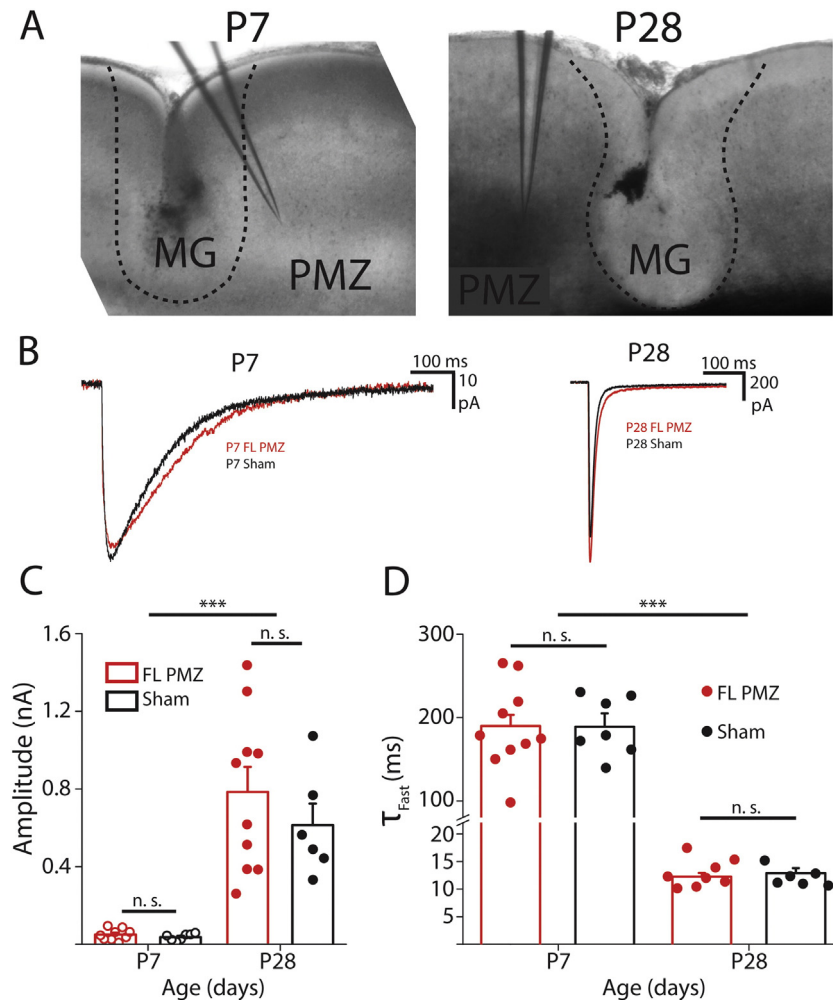 A
P7
P28
MG
PMZ
PMZ
MG
B
P7
100 ms
10
pA
P7 FL PMZ
P7 Sham
P28
100 ms
200
pA
P28 FL PMZ
P28 Sham
C
***
n. s.
1.6
1.2
0.8
0.4
Amplitude (nA)
FL PMZ
Sham
n. s.
P7
P28
Age (days)
D
***
n. s.
300
200
100
20
15
10
5
τFast (ms)
FL PMZ
Sham
n. s.
P7
P28
Age (days)